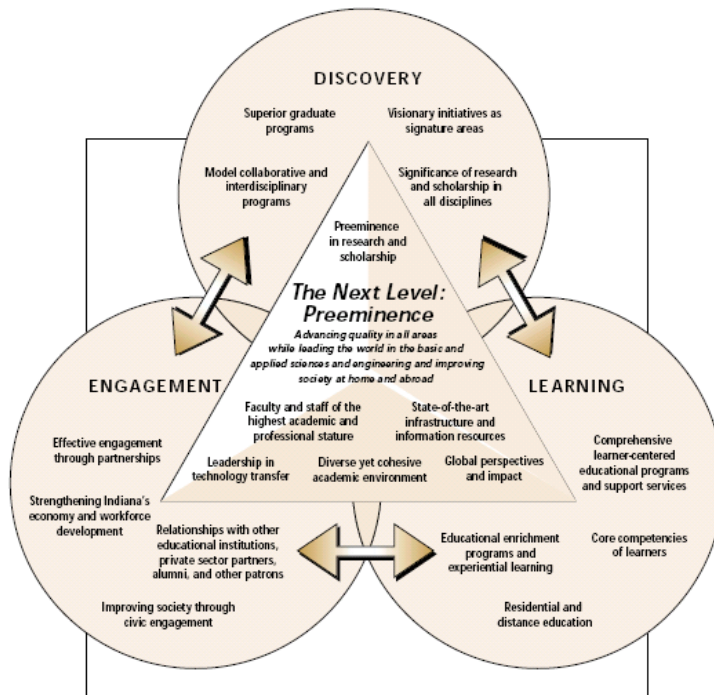 DISCOVERY
Superior graduate
programs
Visionary initiatives as
signature areas
Model collaborative and
interdisciplinary
programs
Significance of research
and scholarship in
all disciplines
Preeminence
in research and
scholarship
The Next Level:
Preeminence
Advancing quality in all areas
while leading the world in the basic and
applied sciences and engineering and improving
society at home and abroad
Faculty and staff of the
highest academic and
professional stature
State-of-the-art
infrastructure and
information resources
Leadership in
technology transfer
Diverse yet cohesive
academic environment
Global perspectives
and impact
ENGAGEMENT
Effective engagement
through partnerships
Strengthening Indiana's
economy and workforce
development
Relationships with other
educational institutions,
private sector partners,
alumni, and other patrons
Improving society through
civic engagement
LEARNING
Comprehensive
learner-centered
educational programs
and support services
Educational enrichment
programs and
experiential learning
Core competencies
of learners
Residential and
distance education